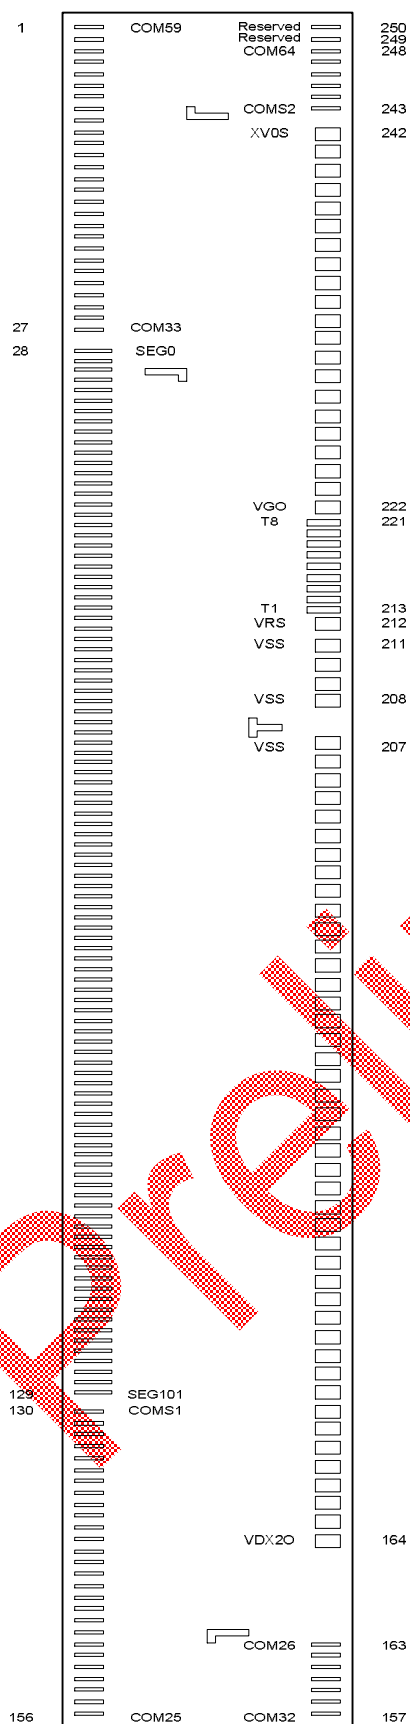 1 COM59 Reserved 250
Reserved 249
COM64 248
COMS2 243
XV0S 242
27 COM33
28 SEG0
VGO 222
T8 221
T1 213
VRS 212
VSS 211
VSS 208
VSS 207
129 SEG101
130 COMS1
VDX2O 164
COM26 163
156 COM25 COM32 157
Preli